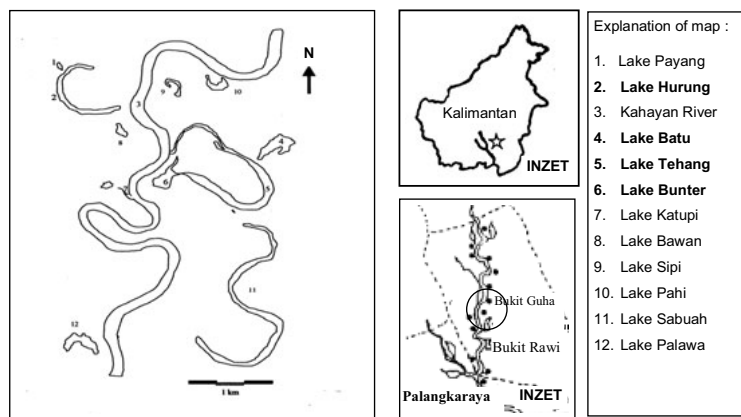 N
1
2
3
9
10
8
4
6
5
7
11
12
1 km
Kalimantan
INZET
Bukit Guha
Bukit Rawi
Palangkaraya
INZET
Explanation of map :
1. Lake Payang
2. Lake Hurung
3. Kahayan River
4. Lake Batu
5. Lake Tehang
6. Lake Bunter
7. Lake Katupi
8. Lake Bawan
9. Lake Sipi
10. Lake Pahi
11. Lake Sabuah
12. Lake Palawa